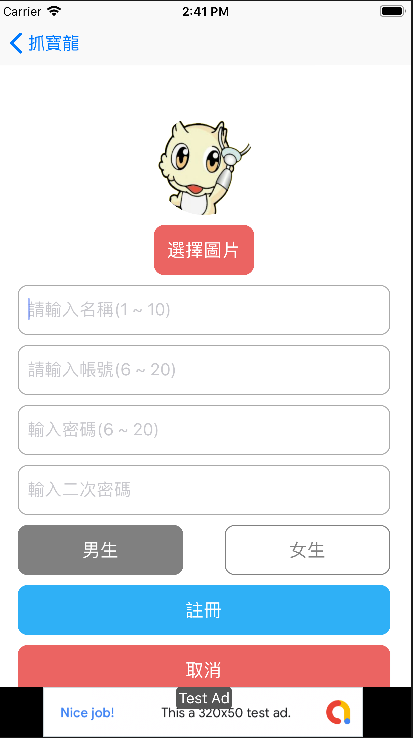 Carrier 2:41 PM
抓寶龍
選擇圖片
請輸入名稱(1 ~ 10)
請輸入帳號(6 ~ 20)
輸入密碼(6 ~ 20)
輸入二次密碼
男生 女生
註冊
取消
Test Ad
Nice job! This a 320x50 test ad.